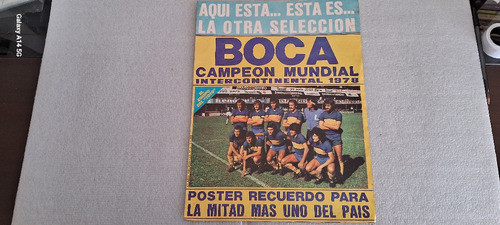 AQUI ESTA... ESTA ES...
LA OTRA SELECCION
BOCA
CAMPEON MUNDIAL
INTERCONTINENTAL 1978
POSTER RECUERDO PARA
LA MITAD MAS UNO DEL PAIS
Galaxy A14 5G